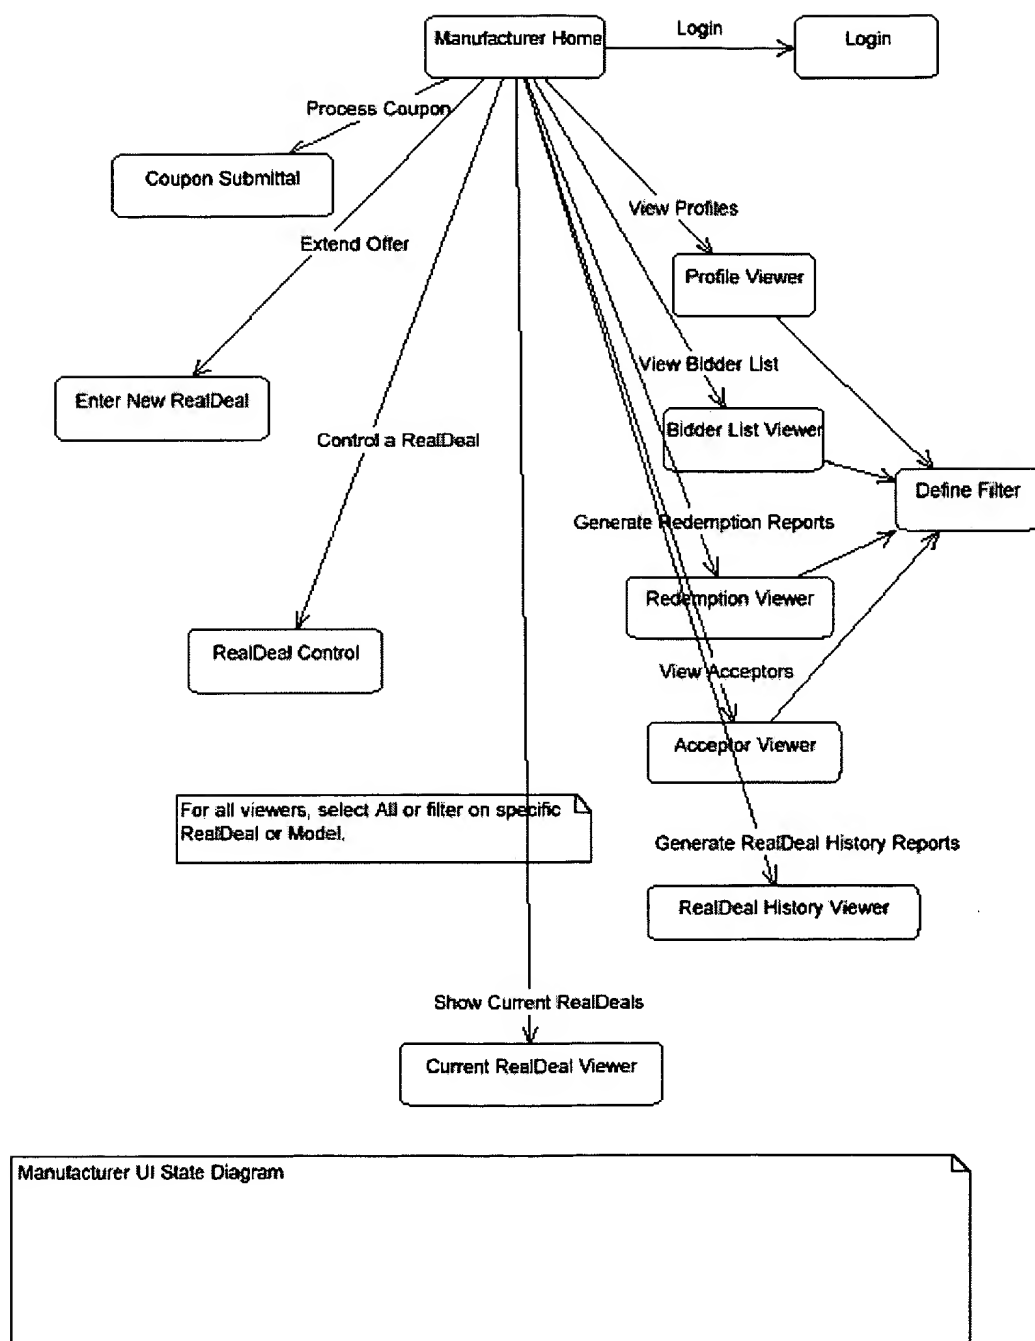 Manufacturer Home
Login
Login
Process Coupon
Coupon Submittal
View Profiles
Extend Offer
Profile Viewer
View Bidder List
Enter New RealDeal
Bidder List Viewer
Control a RealDeal
Define Filter
Generate Redemption Reports
Redemption Viewer
RealDeal Control
View Acceptors
Acceptor Viewer
For all viewers, select All or filter on specific
RealDeal or Model.
Generate RealDeal History Reports
RealDeal History Viewer
Show Current RealDeals
Current RealDeal Viewer
Manufacturer UI State Diagram